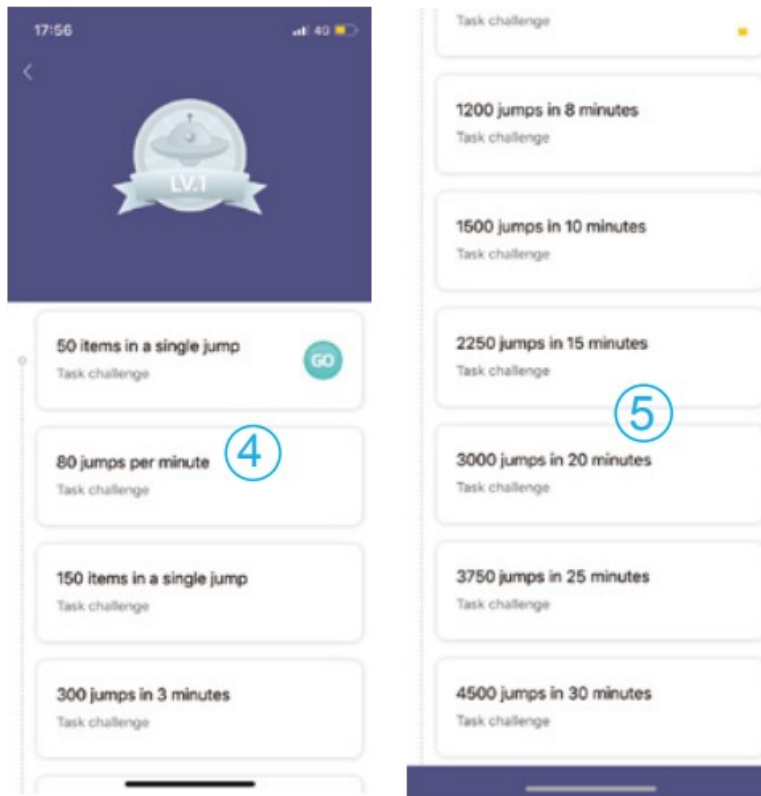 17:56
4G
LV.1
50 items in a single jump
Task challenge
GO
80 jumps per minute
Task challenge
④
150 items in a single jump
Task challenge
300 jumps in 3 minutes
Task challenge
Task challenge
1200 jumps in 8 minutes
Task challenge
1500 jumps in 10 minutes
Task challenge
2250 jumps in 15 minutes
Task challenge
⑤
3000 jumps in 20 minutes
Task challenge
3750 jumps in 25 minutes
Task challenge
4500 jumps in 30 minutes
Task challenge